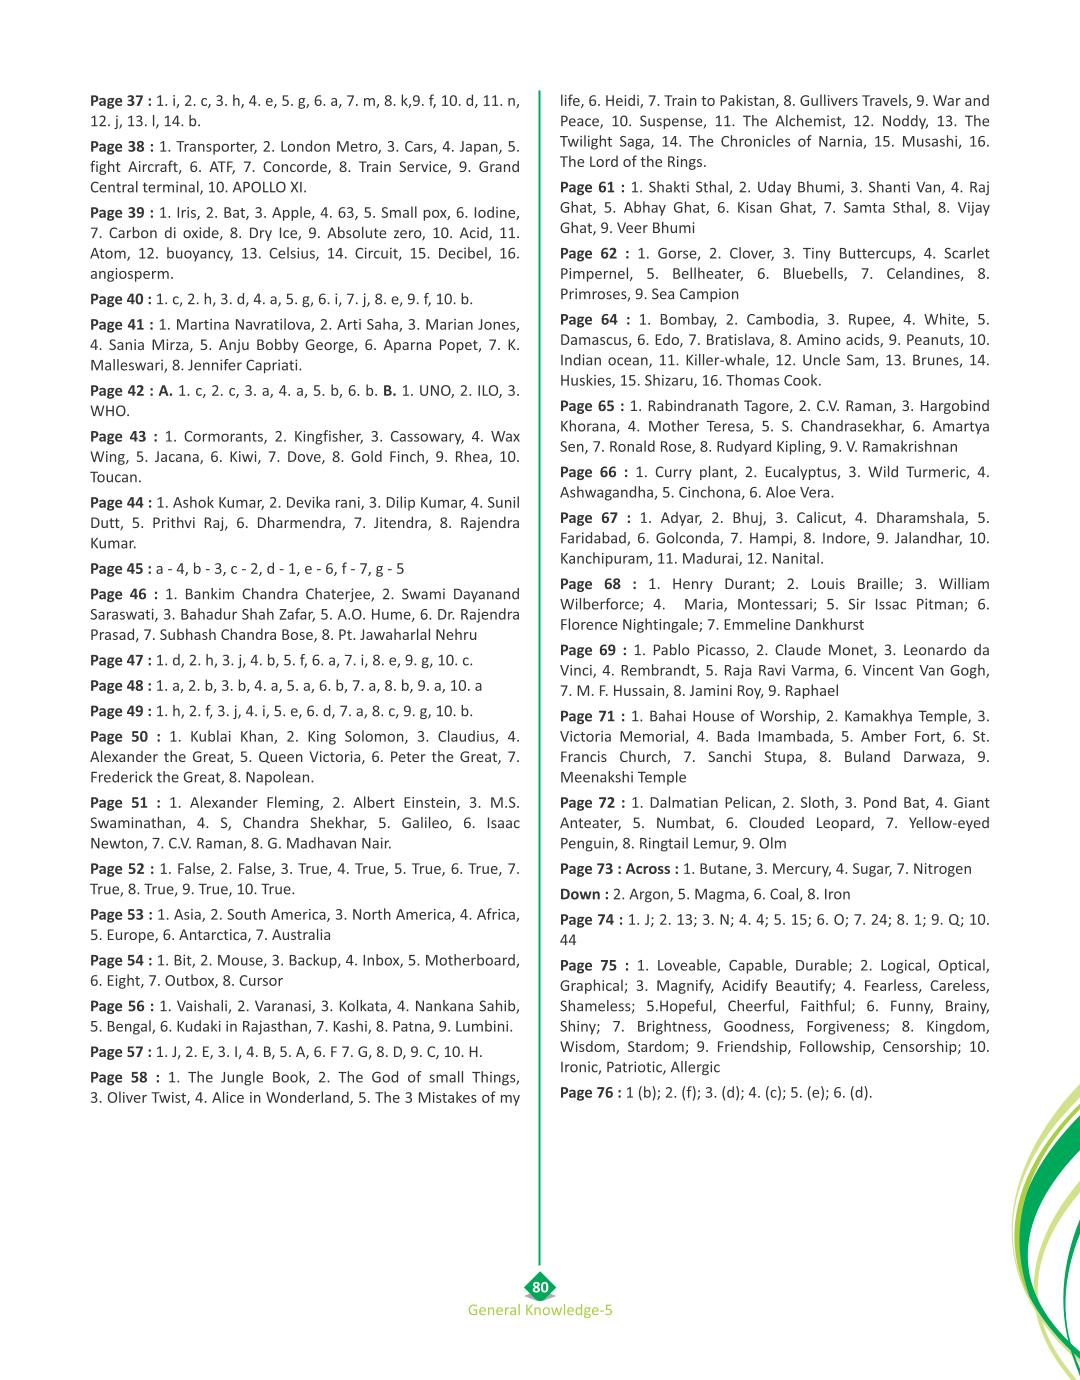 Page 37 : 1. i, 2. c, 3. h, 4. e, 5. g, 6. a, 7. m, 8. k,9. f, 10. d, 11. n,
12. j, 13. l, 14. b.
Page 38 : 1. Transporter, 2. London Metro, 3. Cars, 4. Japan, 5.
fight Aircraft, 6. ATF, 7. Concorde, 8. Train Service, 9. Grand
Central terminal, 10. APOLLO XI.
Page 39 : 1. Iris, 2. Bat, 3. Apple, 4. 63, 5. Small pox, 6. Iodine,
7. Carbon di oxide, 8. Dry Ice, 9. Absolute zero, 10. Acid, 11.
Atom, 12. buoyancy, 13. Celsius, 14. Circuit, 15. Decibel, 16.
angiosperm.
Page 40 : 1. c, 2. h, 3. d, 4. a, 5. g, 6. i, 7. j, 8. e, 9. f, 10. b.
Page 41 : 1. Martina Navratilova, 2. Arti Saha, 3. Marian Jones,
4. Sania Mirza, 5. Anju Bobby George, 6. Aparna Popet, 7. K.
Malleswari, 8. Jennifer Capriati.
Page 42 : A. 1. c, 2. c, 3. a, 4. a, 5. b, 6. b. B. 1. UNO, 2. ILO, 3.
WHO.
Page 43 : 1. Cormorants, 2. Kingfisher, 3. Cassowary, 4. Wax
Wing, 5. Jacana, 6. Kiwi, 7. Dove, 8. Gold Finch, 9. Rhea, 10.
Toucan.
Page 44 : 1. Ashok Kumar, 2. Devika rani, 3. Dilip Kumar, 4. Sunil
Dutt, 5. Prithvi Raj, 6. Dharmendra, 7. Jitendra, 8. Rajendra
Kumar.
Page 45 : a - 4, b - 3, c - 2, d - 1, e - 6, f - 7, g - 5
Page 46 : 1. Bankim Chandra Chaterjee, 2. Swami Dayanand
Saraswati, 3. Bahadur Shah Zafar, 5. A.O. Hume, 6. Dr. Rajendra
Prasad, 7. Subhash Chandra Bose, 8. Pt. Jawaharlal Nehru
Page 47 : 1. d, 2. h, 3. j, 4. b, 5. f, 6. a, 7. i, 8. e, 9. g, 10. c.
Page 48 : 1. a, 2. b, 3. b, 4. a, 5. a, 6. b, 7. a, 8. b, 9. a, 10. a
Page 49 : 1. h, 2. f, 3. j, 4. i, 5. e, 6. d, 7. a, 8. c, 9. g, 10. b.
Page 50 : 1. Kublai Khan, 2. King Solomon, 3. Claudius, 4.
Alexander the Great, 5. Queen Victoria, 6. Peter the Great, 7.
Frederick the Great, 8. Napolean.
Page 51 : 1. Alexander Fleming, 2. Albert Einstein, 3. M.S.
Swaminathan, 4. S, Chandra Shekhar, 5. Galileo, 6. Isaac
Newton, 7. C.V. Raman, 8. G. Madhavan Nair.
Page 52 : 1. False, 2. False, 3. True, 4. True, 5. True, 6. True, 7.
True, 8. True, 9. True, 10. True.
Page 53 : 1. Asia, 2. South America, 3. North America, 4. Africa,
5. Europe, 6. Antarctica, 7. Australia
Page 54 : 1. Bit, 2. Mouse, 3. Backup, 4. Inbox, 5. Motherboard,
6. Eight, 7. Outbox, 8. Cursor
Page 56 : 1. Vaishali, 2. Varanasi, 3. Kolkata, 4. Nankana Sahib,
5. Bengal, 6. Kudaki in Rajasthan, 7. Kashi, 8. Patna, 9. Lumbini.
Page 57 : 1. J, 2. E, 3. I, 4. B, 5. A, 6. F 7. G, 8. D, 9. C, 10. H.
Page 58 : 1. The Jungle Book, 2. The God of small Things,
3. Oliver Twist, 4. Alice in Wonderland, 5. The 3 Mistakes of my
life, 6. Heidi, 7. Train to Pakistan, 8. Gullivers Travels, 9. War and
Peace, 10. Suspense, 11. The Alchemist, 12. Noddy, 13. The
Twilight Saga, 14. The Chronicles of Narnia, 15. Musashi, 16.
The Lord of the Rings.
Page 61 : 1. Shakti Sthal, 2. Uday Bhumi, 3. Shanti Van, 4. Raj
Ghat, 5. Abhay Ghat, 6. Kisan Ghat, 7. Samta Sthal, 8. Vijay
Ghat, 9. Veer Bhumi
Page 62 : 1. Gorse, 2. Clover, 3. Tiny Buttercups, 4. Scarlet
Pimpernel, 5. Bellheater, 6. Bluebells, 7. Celandines, 8.
Primroses, 9. Sea Campion
Page 64 : 1. Bombay, 2. Cambodia, 3. Rupee, 4. White, 5.
Damascus, 6. Edo, 7. Bratislava, 8. Amino acids, 9. Peanuts, 10.
Indian ocean, 11. Killer-whale, 12. Uncle Sam, 13. Brunes, 14.
Huskies, 15. Shizaru, 16. Thomas Cook.
Page 65 : 1. Rabindranath Tagore, 2. C.V. Raman, 3. Hargobind
Khorana, 4. Mother Teresa, 5. S. Chandrasekhar, 6. Amartya
Sen, 7. Ronald Rose, 8. Rudyard Kipling, 9. V. Ramakrishnan
Page 66 : 1. Curry plant, 2. Eucalyptus, 3. Wild Turmeric, 4.
Ashwagandha, 5. Cinchona, 6. Aloe Vera.
Page 67 : 1. Adyar, 2. Bhuj, 3. Calicut, 4. Dharamshala, 5.
Faridabad, 6. Golconda, 7. Hampi, 8. Indore, 9. Jalandhar, 10.
Kanchipuram, 11. Madurai, 12. Nanital.
Page 68 : 1. Henry Durant; 2. Louis Braille; 3. William
Wilberforce; 4. Maria, Montessari; 5. Sir Issac Pitman; 6.
Florence Nightingale; 7. Emmeline Dankhurst
Page 69 : 1. Pablo Picasso, 2. Claude Monet, 3. Leonardo da
Vinci, 4. Rembrandt, 5. Raja Ravi Varma, 6. Vincent Van Gogh,
7. M. F. Hussain, 8. Jamini Roy, 9. Raphael
Page 71 : 1. Bahai House of Worship, 2. Kamakhya Temple, 3.
Victoria Memorial, 4. Bada Imambada, 5. Amber Fort, 6. St.
Francis Church, 7. Sanchi Stupa, 8. Buland Darwaza, 9.
Meenakshi Temple
Page 72 : 1. Dalmatian Pelican, 2. Sloth, 3. Pond Bat, 4. Giant
Anteater, 5. Numbat, 6. Clouded Leopard, 7. Yellow-eyed
Penguin, 8. Ringtail Lemur, 9. Olm
Page 73 : Across : 1. Butane, 3. Mercury, 4. Sugar, 7. Nitrogen
Down : 2. Argon, 5. Magma, 6. Coal, 8. Iron
Page 74 : 1. J; 2. 13; 3. N; 4. 4; 5. 15; 6. O; 7. 24; 8. 1; 9. Q; 10.
44
Page 75 : 1. Loveable, Capable, Durable; 2. Logical, Optical,
Graphical; 3. Magnify, Acidify Beautify; 4. Fearless, Careless,
Shameless; 5.Hopeful, Cheerful, Faithful; 6. Funny, Brainy,
Shiny; 7. Brightness, Goodness, Forgiveness; 8. Kingdom,
Wisdom, Stardom; 9. Friendship, Followship, Censorship; 10.
Ironic, Patriotic, Allergic
Page 76 : 1 (b); 2. (f); 3. (d); 4. (c); 5. (e); 6. (d).
80
General Knowledge-5